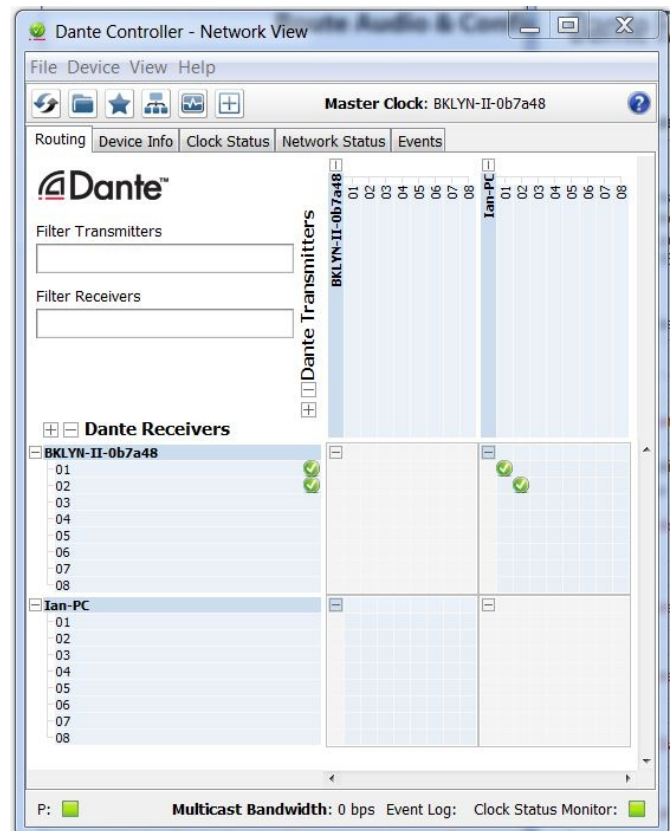 Dante Controller - Network View
File Device View Help
Master Clock: BKLYN-II-0b7a48
Routing Device Info Clock Status Network Status Events
Dante™
Filter Transmitters
Filter Receivers
Dante Transmitters
BKLYN-II-0b7a48
01 02 03 04 05 06 07 08
Ian-PC
01 02 03 04 05 06 07 08
Dante Receivers
BKLYN-II-0b7a48
01
02
03
04
05
06
07
08
Ian-PC
01
02
03
04
05
06
07
08
P:
Multicast Bandwidth: 0 bps Event Log: Clock Status Monitor: